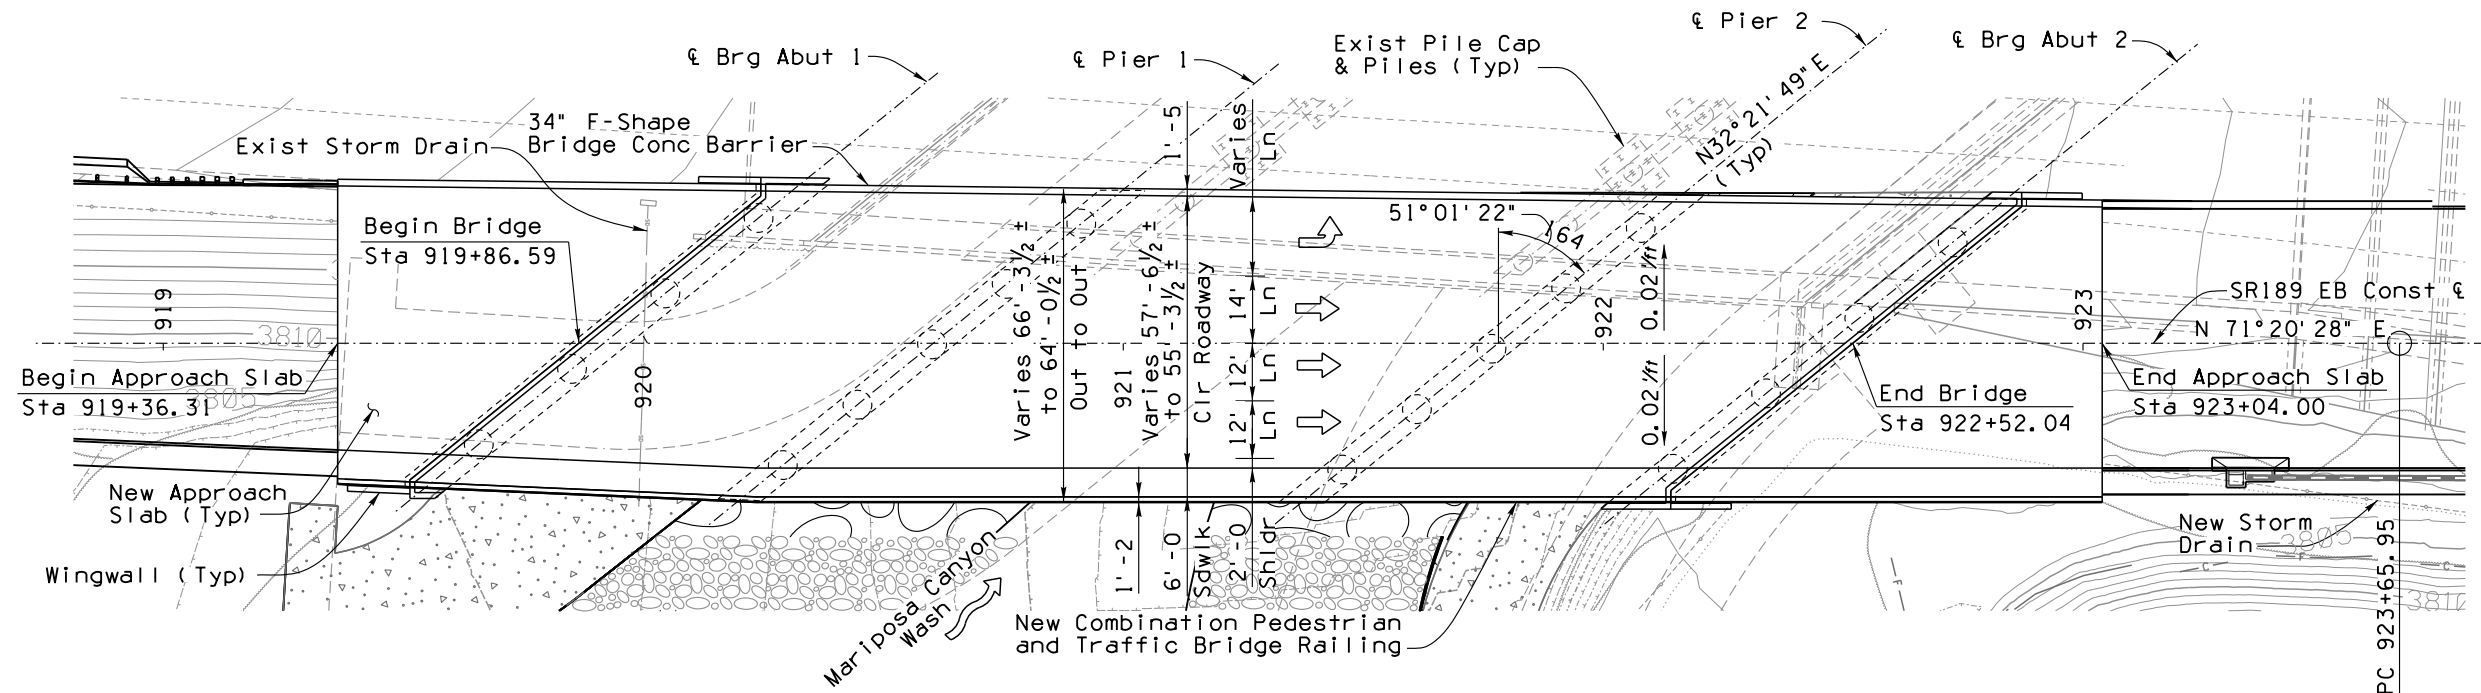 ℄ Brg Abut 1
℄ Pier 1
Exist Pile Cap
& Piles (Typ)
℄ Pier 2
℄ Brg Abut 2
N32°21'49"E
(Typ)
34" F-Shape
Bridge Conc Barrier
Exist Storm Drain
1'-5
Varies
Ln
Begin Bridge
Sta 919+86.59
51°01'22"
64
919
3810
Begin Approach Slab
Sta 919+36.31
3805
920
Varies 66'-3½ ±
to 64'-0½ ±
Out to Out
921
Varies 57'-6½ ±
to 55'-3½ ±
Clr Roadway
14'
Ln
12'
Ln
12'
Ln
922
0.02'/ft
0.02'/ft
923
SR189 EB Const ℄
N 71°20'28" E
End Approach Slab
Sta 923+04.00
End Bridge
Sta 922+52.04
New Approach
Slab (Typ)
Wingwall (Typ)
Mariposa Canyon
Wash
1'-2
6'-0
Sdwlk
2'-0
Shldr
New Combination Pedestrian
and Traffic Bridge Railing
New Storm
Drain
3805
F
C
F
C
3810
PC 923+65.95